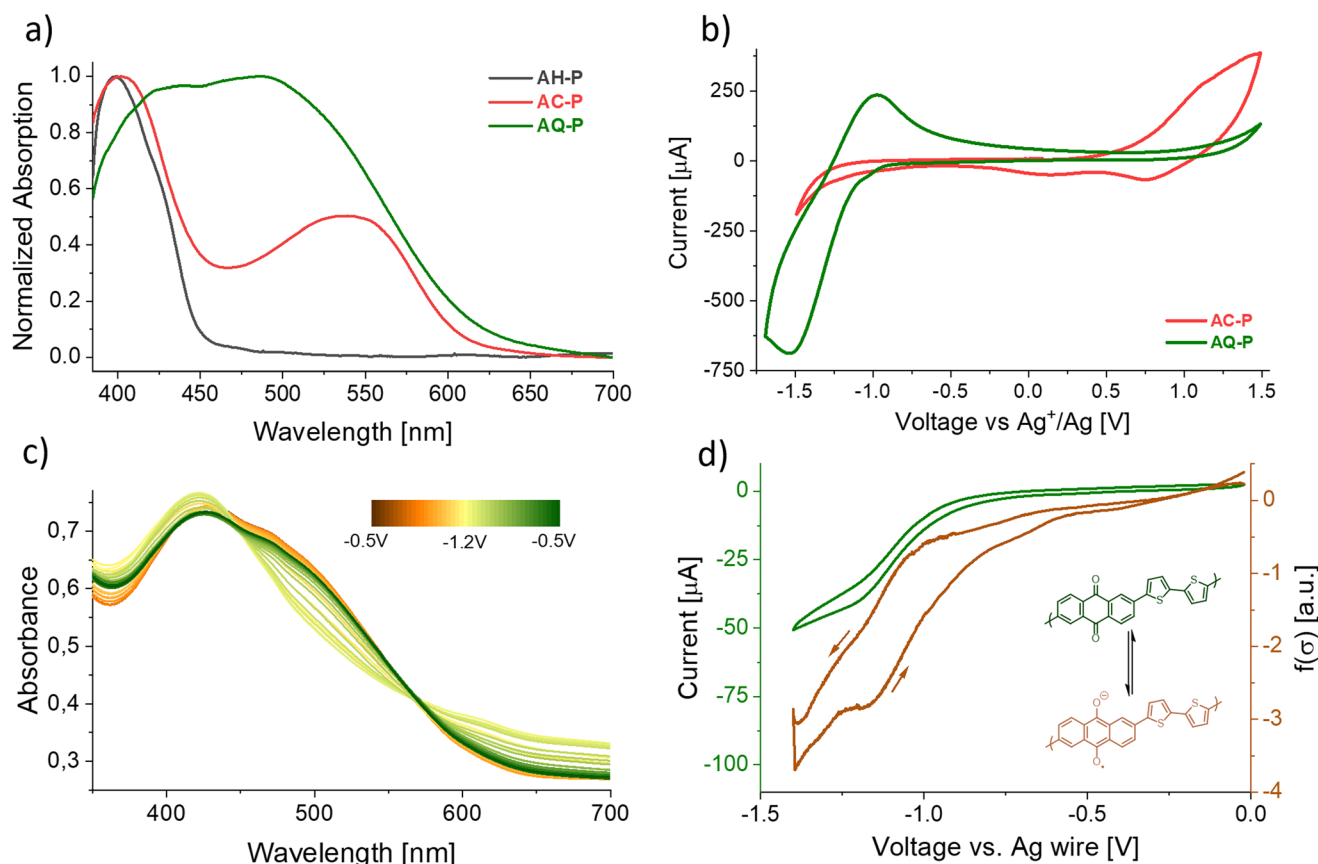 a)
Normalized Absorption
1.0
0.8
0.6
0.4
0.2
0.0
400 450 500 550 600 650 700
Wavelength [nm]
AH-P
AC-P
AQ-P
b)
Current [µA]
250
0
-250
-500
-750
-1.5 -1.0 -0.5 0.0 0.5 1.0 1.5
Voltage vs Ag⁺/Ag [V]
AC-P
AQ-P
c)
Absorbance
0,7
0,6
0,5
0,4
0,3
400 500 600 700
Wavelength [nm]
-0.5V -1.2V -0.5V
d)
Current [µA]
0
-25
-50
-75
-100
-1.5 -1.0 -0.5 0.0
Voltage vs. Ag wire [V]
f(σ) [a.u.]
0
-1
-2
-3
-4
O
S
S
O
O⊖
S
S
O•